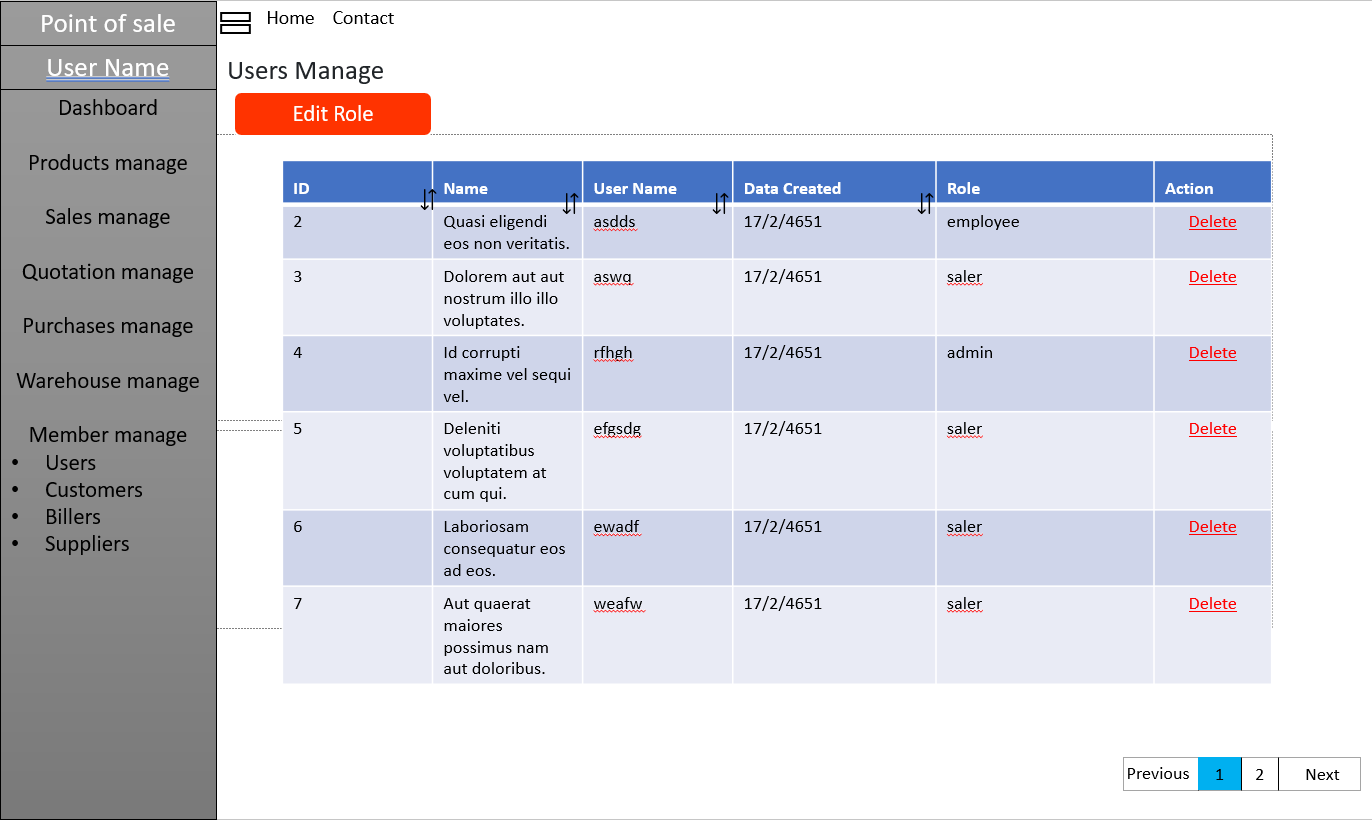 Point of sale
User Name
Dashboard
Products manage
Sales manage
Quotation manage
Purchases manage
Warehouse manage
Member manage
• Users
• Customers
• Billers
• Suppliers
Home Contact
Users Manage
Edit Role
ID Name User Name Data Created Role Action
2 Quasi eligendi asdds 17/2/4651 employee Delete
eos non veritatis.
3 Dolorem aut aut aswq 17/2/4651 saler Delete
nostrum illo illo
voluptates.
4 Id corrupti rfhgh 17/2/4651 admin Delete
maxime vel sequi
vel.
5 Deleniti efgsdg 17/2/4651 saler Delete
voluptatibus
voluptatem at
cum qui.
6 Laboriosam ewadf 17/2/4651 saler Delete
consequatur eos
ad eos.
7 Aut quaerat weafw 17/2/4651 saler Delete
maiores
possimus nam
aut doloribus.
Previous 1 2 Next